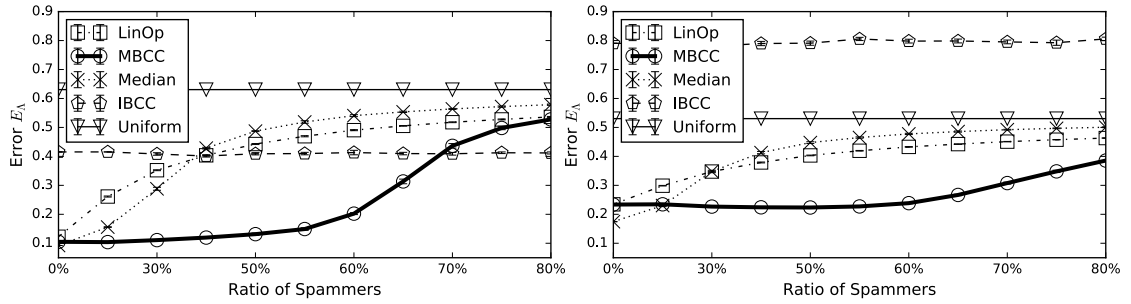 0.9
0.8
0.7
0.6
0.5
0.4
0.3
0.2
0.1
Error E_Λ
LinOp
MBCC
Median
IBCC
Uniform
0% 30% 50% 60% 70% 80%
Ratio of Spammers
0.9
0.8
0.7
0.6
0.5
0.4
0.3
0.2
0.1
Error E_Λ
LinOp
MBCC
Median
IBCC
Uniform
0% 30% 50% 60% 70% 80%
Ratio of Spammers